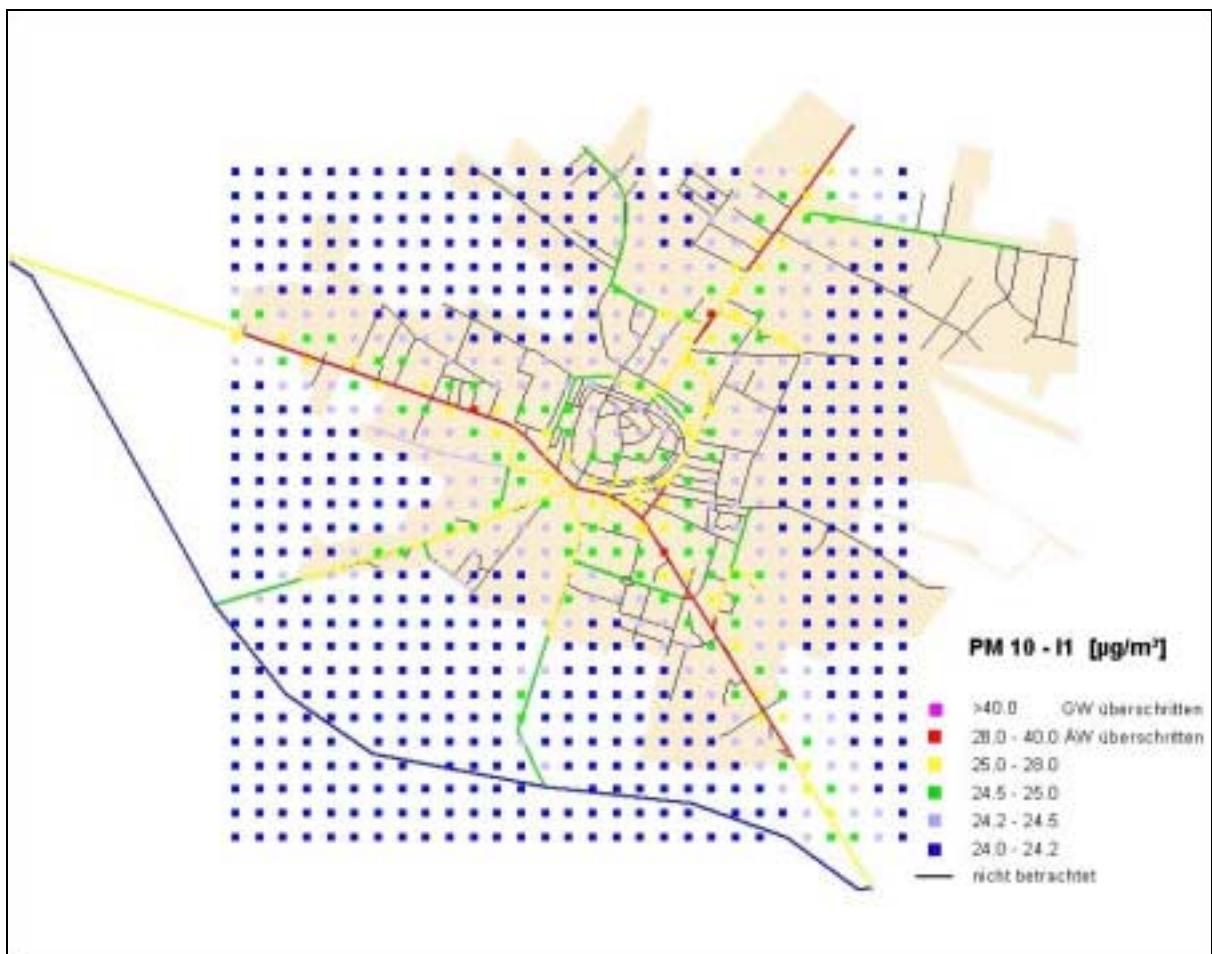 PM 10 - I1 [µg/m³]
>40.0 GW überschritten
28.0 - 40.0 AW überschritten
25.0 - 28.0
24.5 - 25.0
24.2 - 24.5
24.0 - 24.2
nicht betrachtet